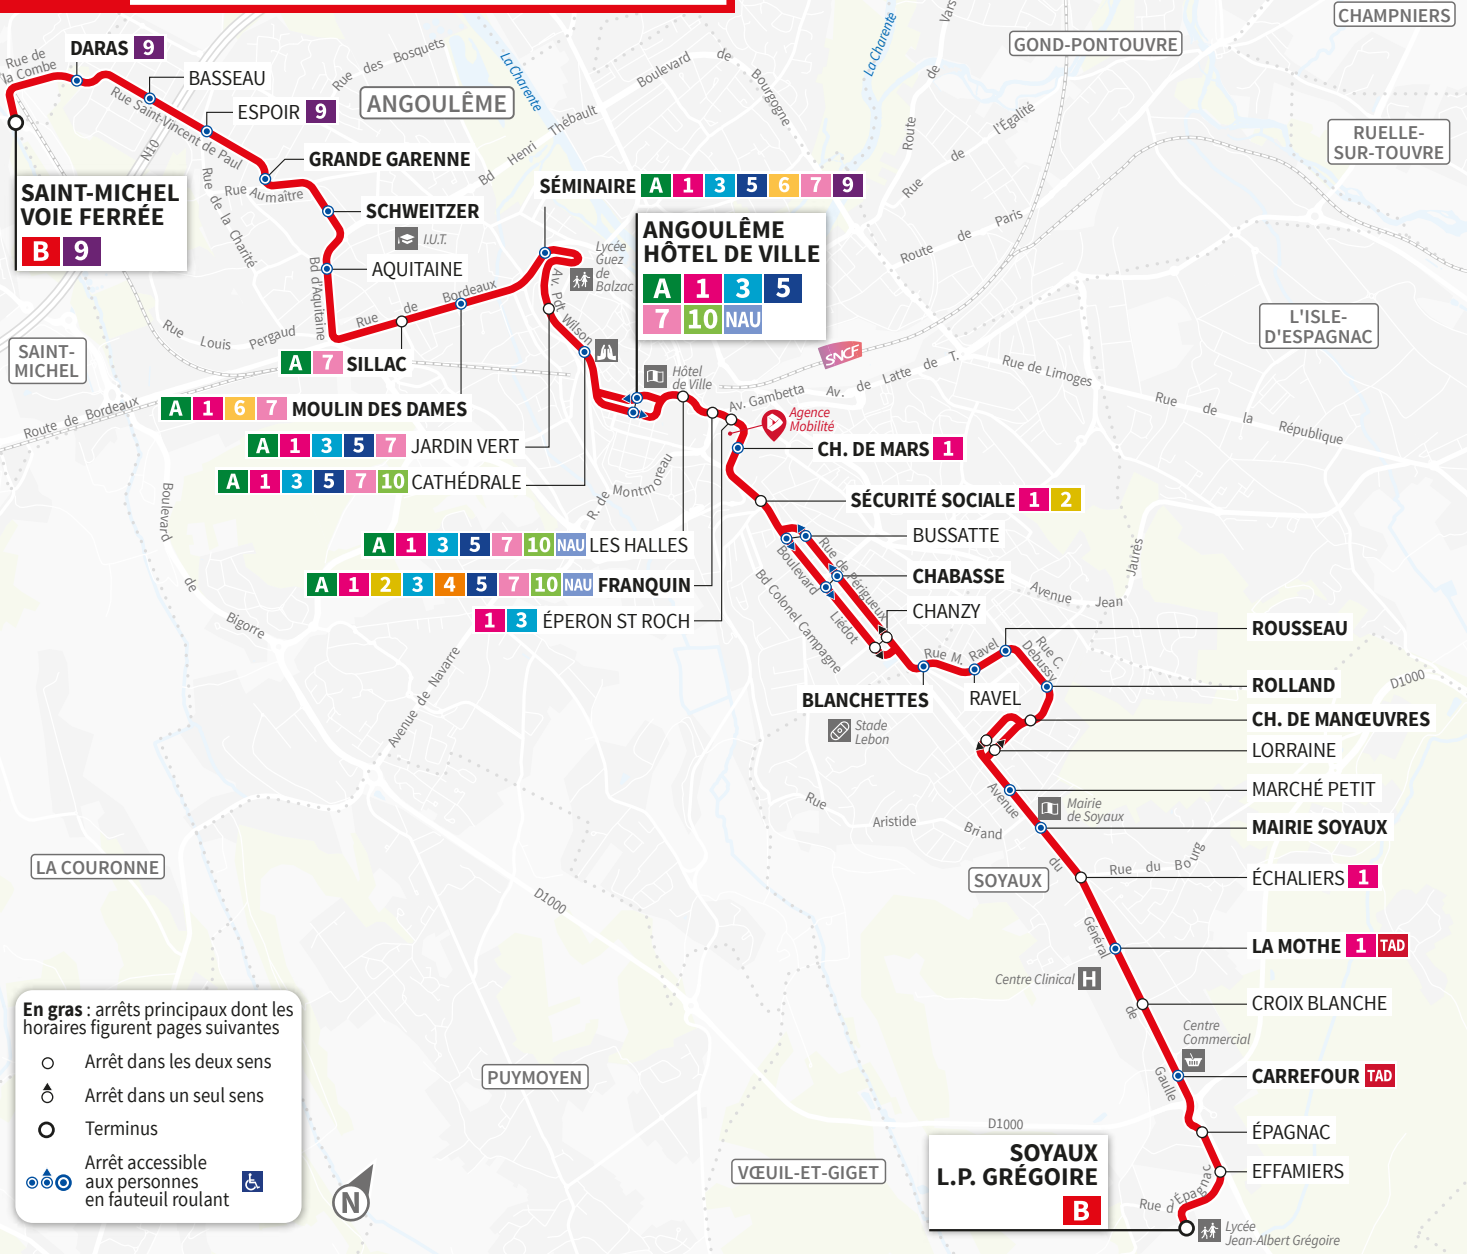 CHAMPNIERS
GOND-PONTOUVRE
RUELLE-
SUR-TOUVRE
ANGOULÊME
L'ISLE-
D'ESPAGNAC
SAINT-
MICHEL
LA COURONNE
PUYMOYEN
VŒUIL-ET-GIGET
SOYAUX
SAINT-MICHEL
VOIE FERRÉE
B 9
DARAS 9
BASSEAU
ESPOIR 9
GRANDE GARENNE
SCHWEITZER
I.U.T.
AQUITAINE
A 7 SILLAC
A 1 6 7 MOULIN DES DAMES
SÉMINAIRE A 1 3 5 6 7 9
Lycée
Guez
de
Balzac
A 1 3 5 7 JARDIN VERT
A 1 3 5 7 10 CATHÉDRALE
ANGOULÊME
HÔTEL DE VILLE
A 1 3 5
7 10 NAU
Hôtel
de Ville
SNCF
A 1 3 5 7 10 NAU LES HALLES
A 1 2 3 4 5 7 10 NAU FRANQUIN
1 3 ÉPERON ST ROCH
Agence
Mobilité
CH. DE MARS 1
SÉCURITÉ SOCIALE 1 2
BUSSATTE
CHABASSE
CHANZY
BLANCHETTES
Stade
Lebon
RAVEL
ROUSSEAU
ROLLAND
CH. DE MANŒUVRES
LORRAINE
MARCHÉ PETIT
Mairie
de Soyaux
MAIRIE SOYAUX
ÉCHALIERS 1
LA MOTHE 1 TAD
Centre Clinical H
CROIX BLANCHE
Centre
Commercial
CARREFOUR TAD
ÉPAGNAC
EFFAMIERS
SOYAUX
L.P. GRÉGOIRE
B
Lycée
Jean-Albert Grégoire
Rue de
la Combe
Rue Saint-Vincent de Paul
N10
Rue des Bosquets
La Charente
La Charente
Boulevard de Bourgogne
Bd Henri Thébault
Rue Aumaître
Rue de la Charité
Bd d'Aquitaine
Rue de Bordeaux
Rue Louis Pergaud
Route de Bordeaux
Av. Pdt Wilson
Route de Vars
Rue de l'Égalité
Route de Paris
Av. Gambetta
Av. de Latte de T.
Rue de Limoges
Rue de la République
R. de Montmoreau
Boulevard de Bigorre
Avenue de Navarre
Rue de Périgueux
Boulevard Liédot
Bd Colonel Campagne
Avenue Jean Jaurès
Rue M. Ravel
Rue C.
Debussy
D1000
Rue Aristide Briand
Rue du Bourg
Avenue du Général de Gaulle
D1000
D1000
Rue d'Épagnac
En gras : arrêts principaux dont les
horaires figurent pages suivantes
Arrêt dans les deux sens
Arrêt dans un seul sens
Terminus
Arrêt accessible
aux personnes
en fauteuil roulant
N